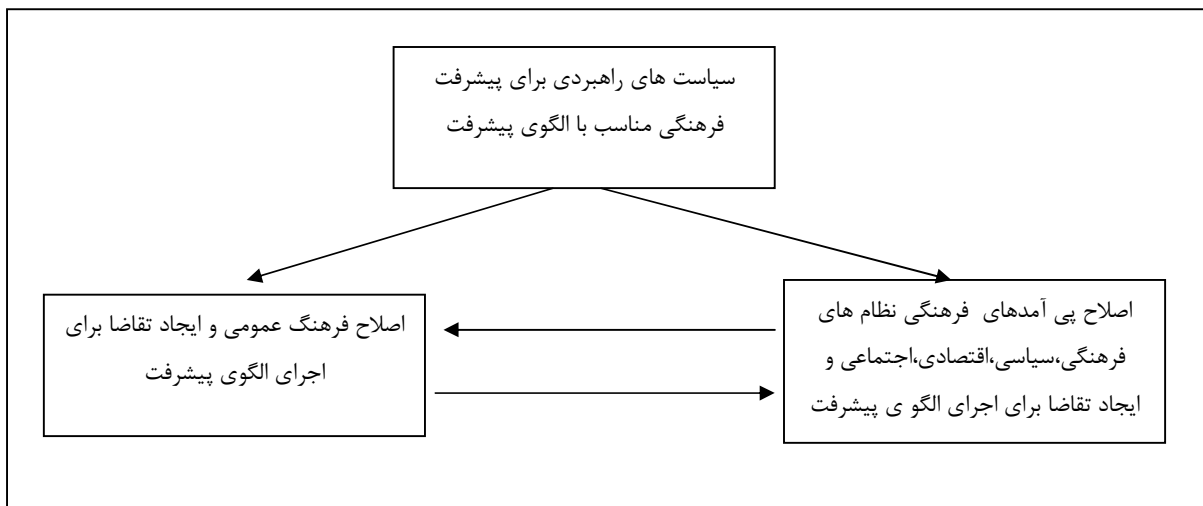 سیاست های راهبردی برای پیشرفت
فرهنگی مناسب با الگوی پیشرفت
اصلاح پی آمدهای فرهنگی نظام های
فرهنگی،سیاسی،اقتصادی،اجتماعی و
ایجاد تقاضا برای اجرای الگو ی پیشرفت
اصلاح فرهنگ عمومی و ایجاد تقاضا برای
اجرای الگوی پیشرفت